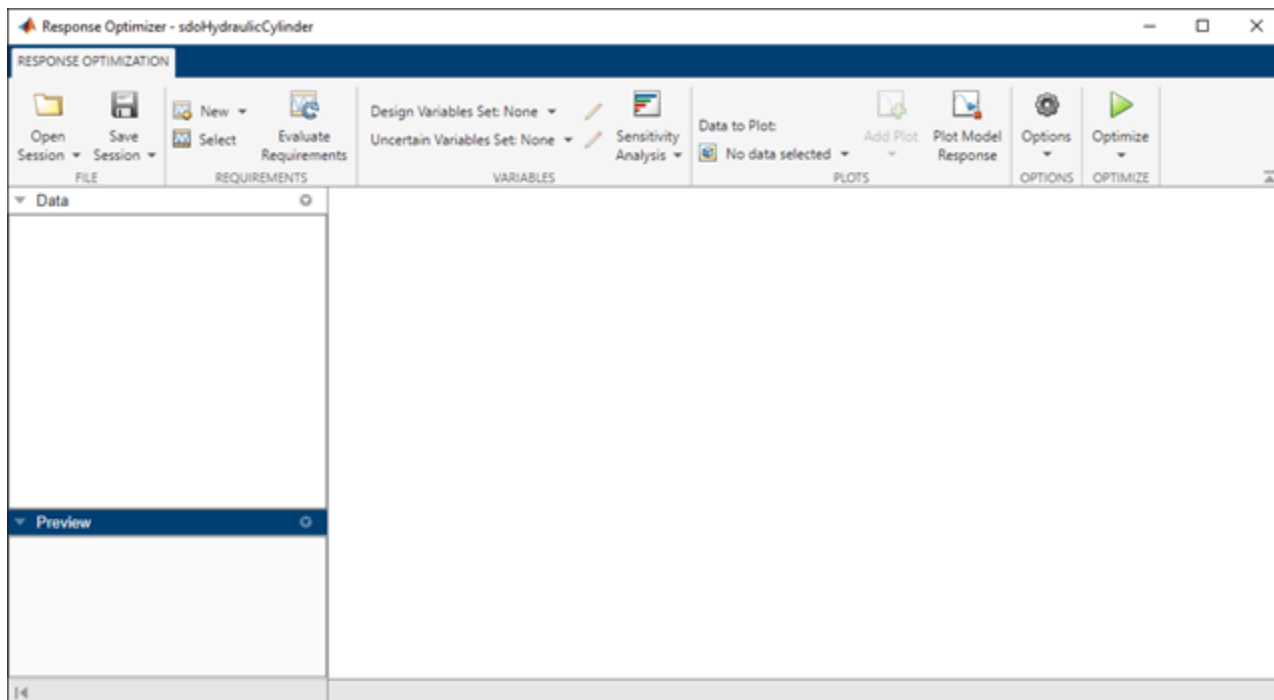 Response Optimizer - sdoHydraulicCylinder
RESPONSE OPTIMIZATION
Open
Session
Save
Session
FILE
New
Select
Evaluate
Requirements
REQUIREMENTS
Design Variables Set: None
Uncertain Variables Set: None
Sensitivity
Analysis
VARIABLES
Data to Plot:
No data selected
Add Plot
Plot Model
Response
PLOTS
Options
OPTIONS
Optimize
OPTIMIZE
Data
Preview